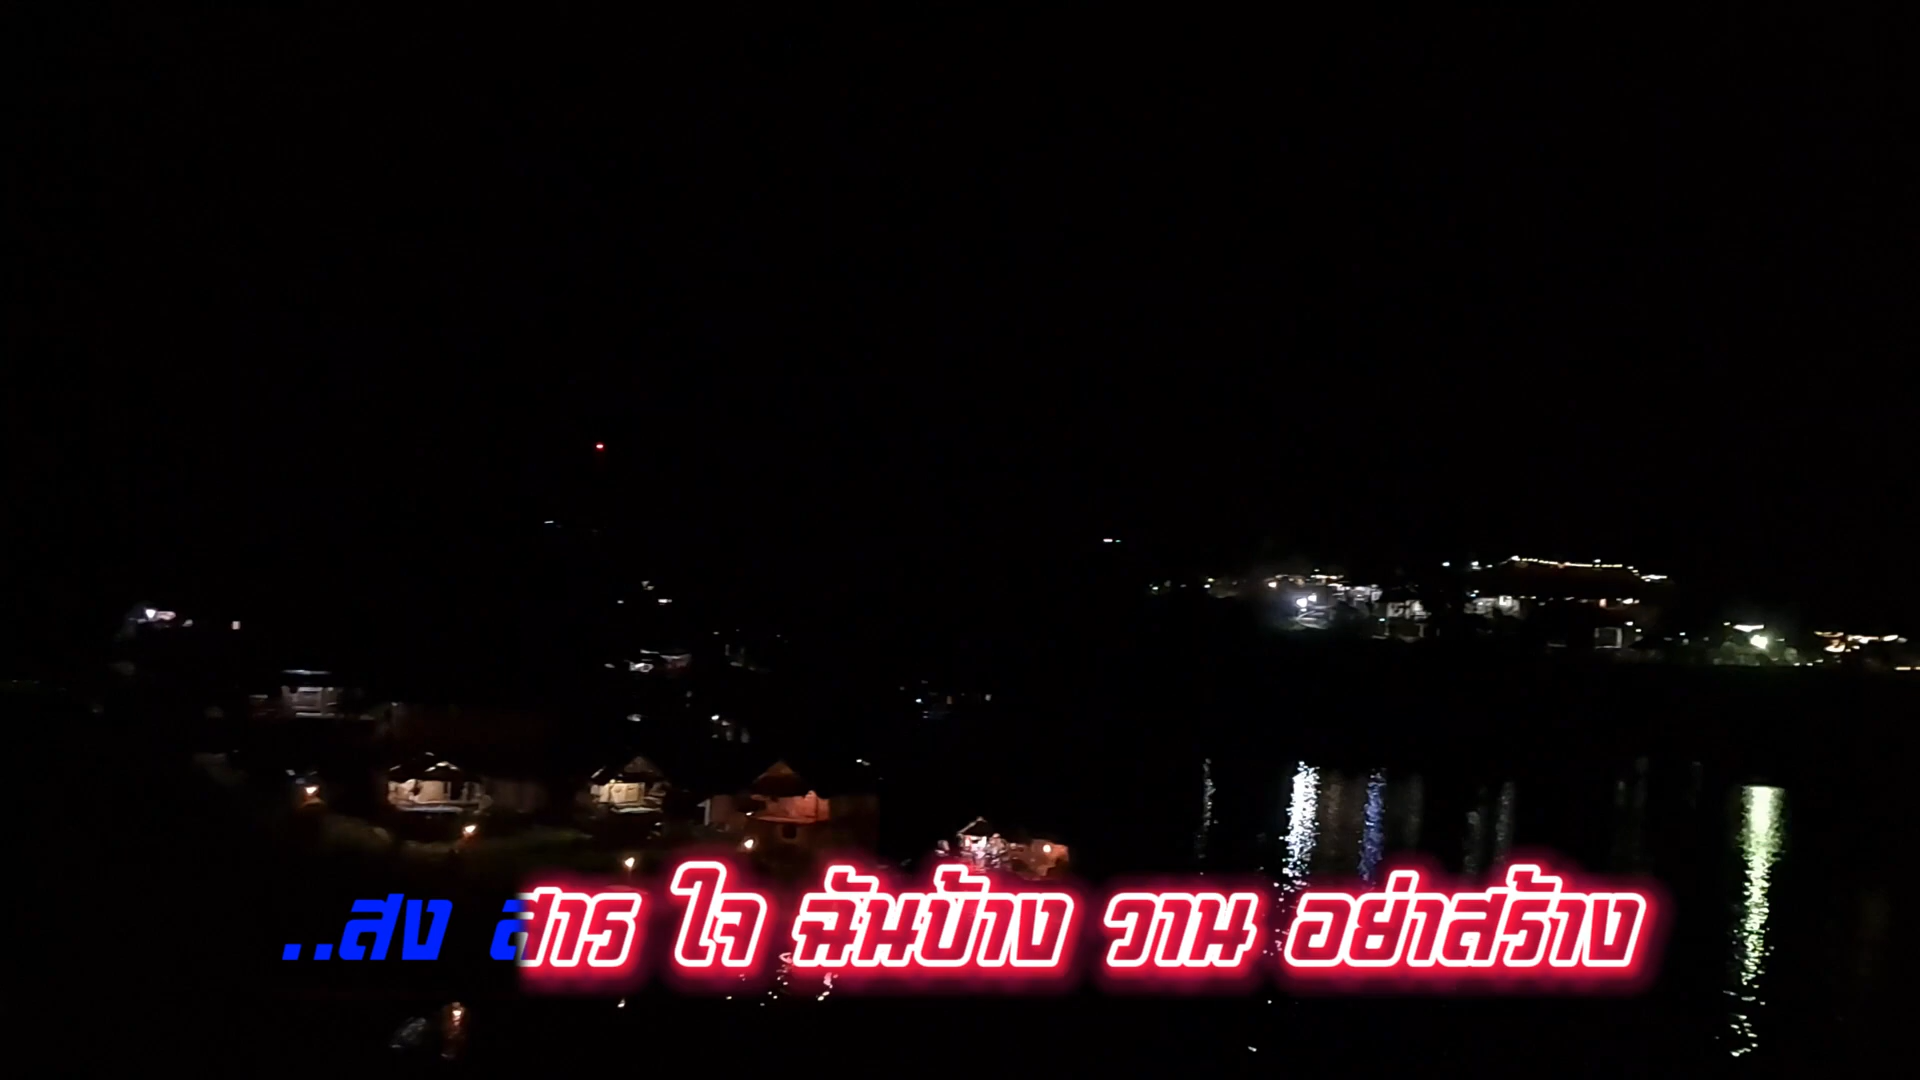 ..สง สาร ใจ ฉันบ้าง วาน อย่าสร้าง